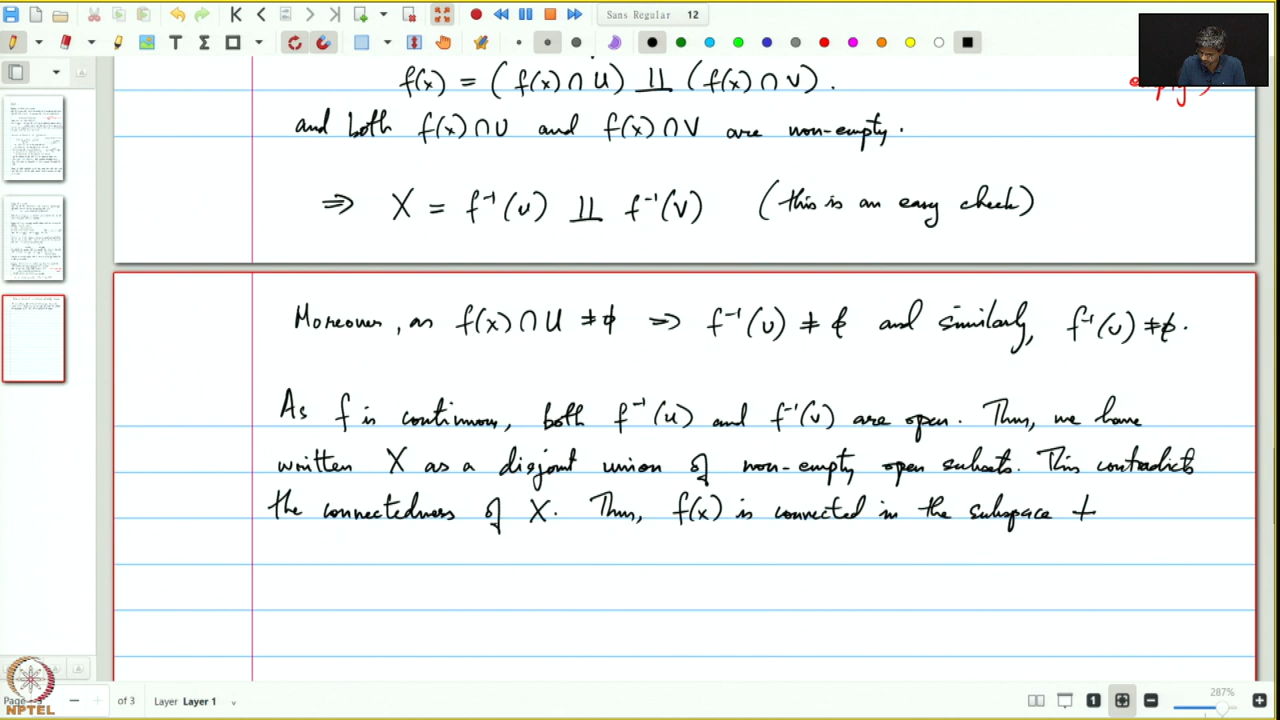 Sans Regular 12
f(x) = (f(x) ∩ U) ⨿ (f(x) ∩ V).
empty)
and both f(x) ∩ U and f(x) ∩ V are non-empty.
⇒ X = f⁻¹(U) ⨿ f⁻¹(V) (this is an easy check)
Moreover, as f(x) ∩ U ≠ ϕ ⇒ f⁻¹(U) ≠ ϕ and similarly, f⁻¹(V) ≠ ϕ.
As f is continuous, both f⁻¹(U) and f⁻¹(V) are open. Thus, we have
written X as a disjoint union of non-empty open subsets. This contradicts
the connectedness of X. Thus, f(x) is connected in the subspace t
NPTEL
Page 3 of 3 Layer Layer 1
287%